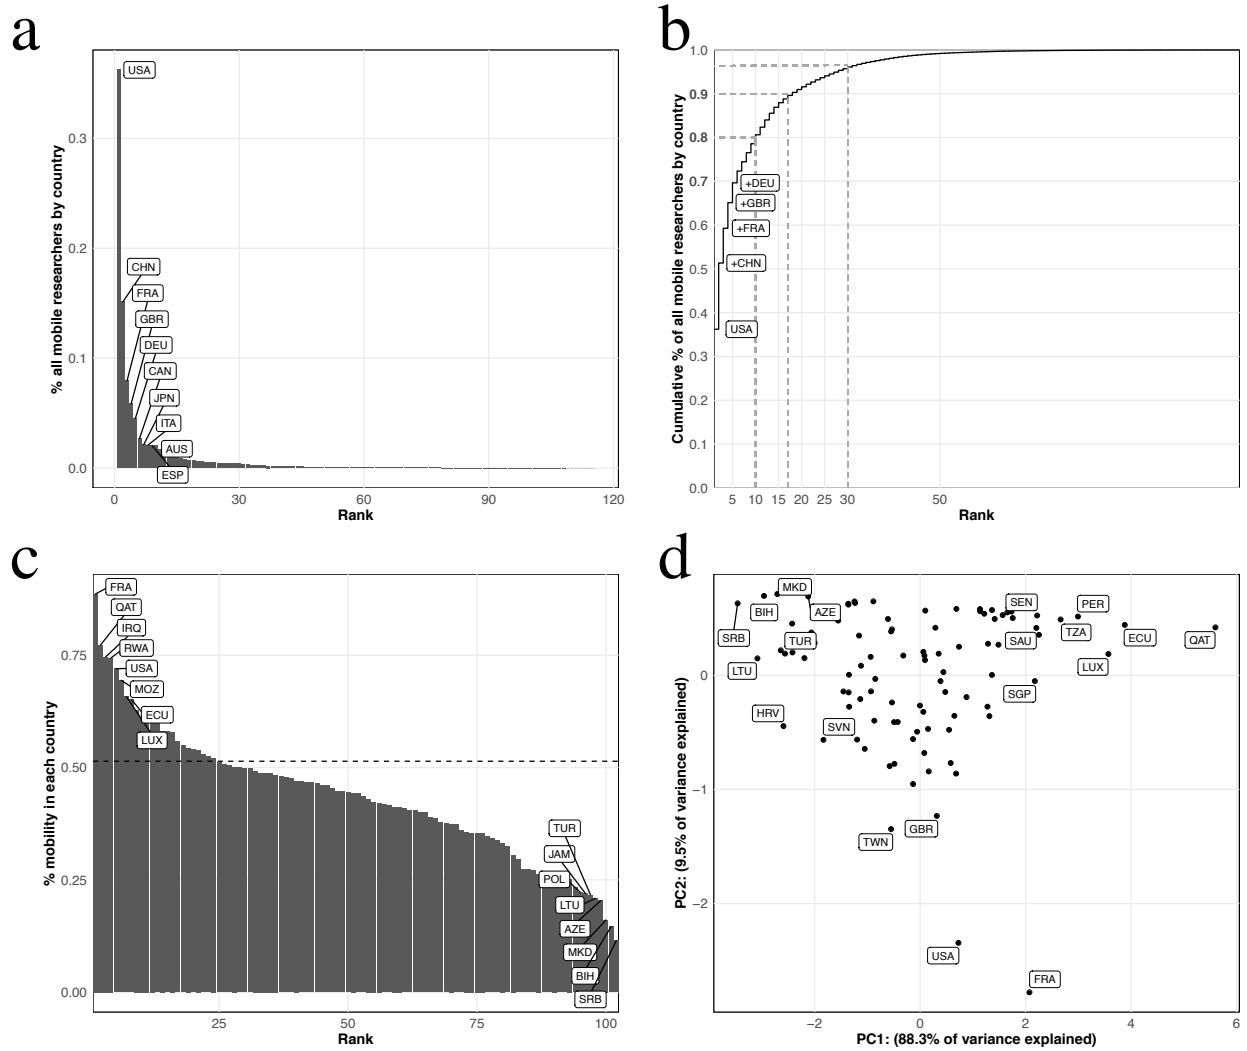 a
% all mobile researchers by country
0.3
0.2
0.1
0.0
USA
CHN
FRA
GBR
DEU
CAN
JPN
ITA
AUS
ESP
0 30 60 90 120
Rank
b
Cumulative % of all mobile researchers by country
1.0
0.9
0.8
0.7
0.6
0.5
0.4
0.3
0.2
0.1
0.0
+DEU
+GBR
+FRA
+CHN
USA
5 10 15 20 25 30 50
Rank
c
% mobility in each country
0.75
0.50
0.25
0.00
FRA
QAT
IRQ
RWA
USA
MOZ
ECU
LUX
TUR
JAM
POL
LTU
AZE
MKD
BIH
SRB
25 50 75 100
Rank
d
PC2: (9.5% of variance explained)
0
−1
−2
MKD
BIH
AZE
SRB
TUR
LTU
HRV
SVN
SEN
PER
SAU
TZA
ECU
QAT
LUX
SGP
GBR
TWN
USA
FRA
−2 0 2 4 6
PC1: (88.3% of variance explained)